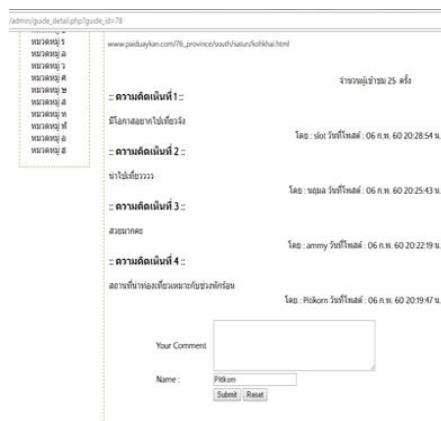 /admin/guide_detail.php?guide_id=78
หมวดหมู่ ร
หมวดหมู่ ล
หมวดหมู่ ว
หมวดหมู่ ศ
หมวดหมู่ ษ
หมวดหมู่ ส
หมวดหมู่ ห
หมวดหมู่ ฬ
หมวดหมู่ อ
หมวดหมู่ ฮ
www.paiduaykan.com/76_province/south/satun/kohkhai.html
จำนวนผู้เข้าชม 25 ครั้ง
:: ความคิดเห็นที่ 1 ::
มีโอกาสอยากไปเที่ยวจัง
โดย : slot วันที่โพสต์ : 06 ก.พ. 60 20:28:54 น.
:: ความคิดเห็นที่ 2 ::
น่าไปเที่ยวววว
โดย : นฤมล วันที่โพสต์ : 06 ก.พ. 60 20:25:43 น.
:: ความคิดเห็นที่ 3 ::
สวยมากคะ
โดย : ammy วันที่โพสต์ : 06 ก.พ. 60 20:22:19 น.
:: ความคิดเห็นที่ 4 ::
สถานที่น่าท่องเที่ยวเหมาะกับช่วงพักร้อน
โดย : Pitikorn วันที่โพสต์ : 06 ก.พ. 60 20:19:47 น.
Your Comment
Name : Pitikorn
Submit Reset